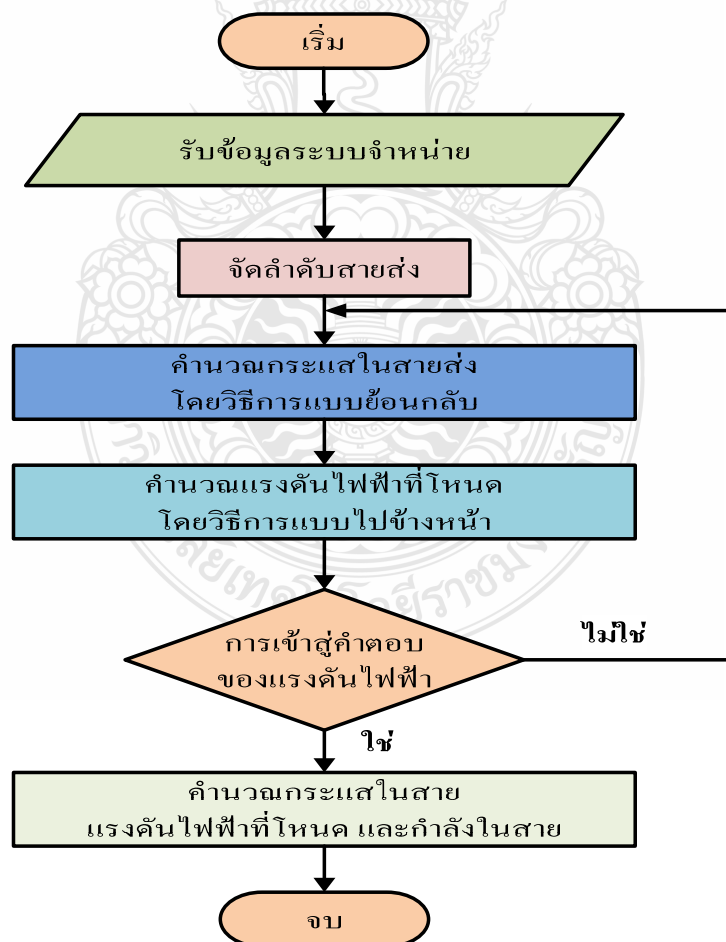 เริ่ม
รับข้อมูลระบบจำหน่าย
จัดลำดับสายส่ง
คำนวณกระแสในสายส่ง
โดยวิธีการแบบย้อนกลับ
คำนวณแรงดันไฟฟ้าที่โหนด
โดยวิธีการแบบไปข้างหน้า
การเข้าสู่คำตอบ
ของแรงดันไฟฟ้า
ไม่ใช่
ใช่
คำนวณกระแสในสาย
แรงดันไฟฟ้าที่โหนด และกำลังในสาย
จบ